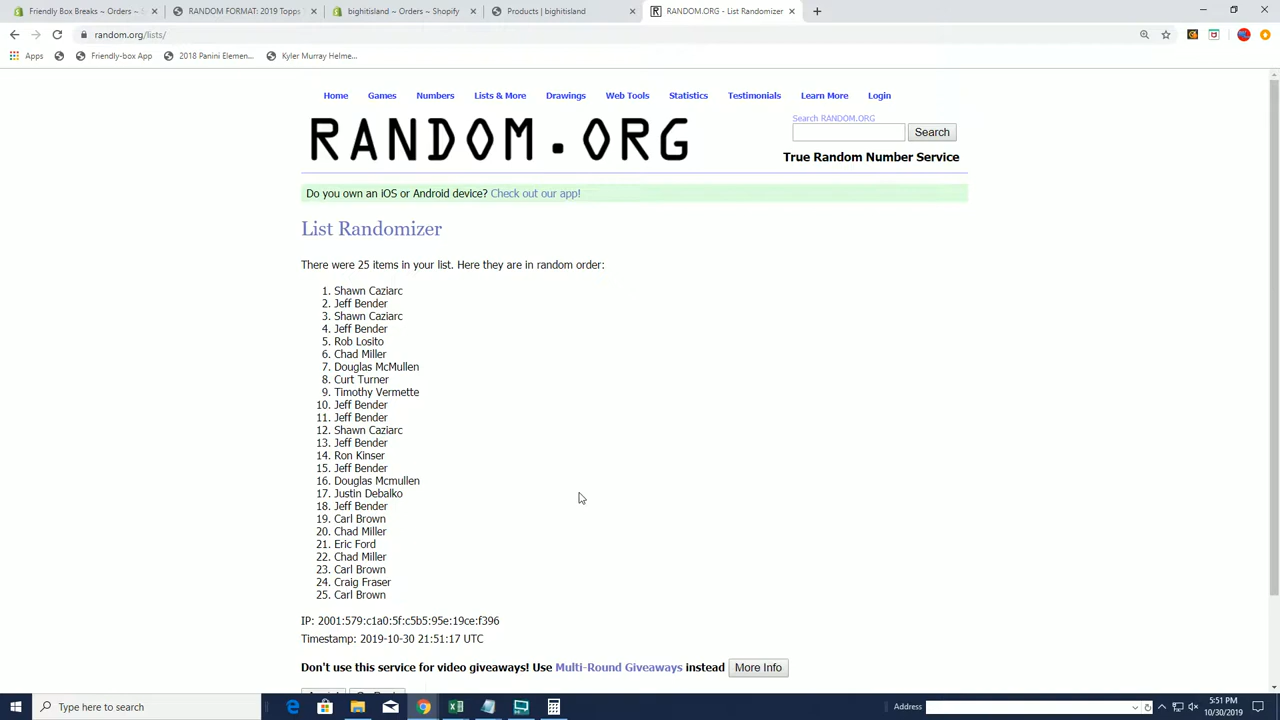 Friendly Box Breaks ~ Orders ~
RANDOM FORMAT: 2019 Topps
bighitisland ~ Orders ~ Shopify
Products | bighitisland
RANDOM.ORG - List Randomizer
random.org/lists/
Apps
Friendly-box App
2018 Panini Elemen...
Kyler Murray Helme...
Home Games Numbers Lists & More Drawings Web Tools Statistics Testimonials Learn More Login
RANDOM.ORG
Search RANDOM.ORG
Search
True Random Number Service
Do you own an iOS or Android device? Check out our app!
List Randomizer
There were 25 items in your list. Here they are in random order:
1. Shawn Caziarc
2. Jeff Bender
3. Shawn Caziarc
4. Jeff Bender
5. Rob Losito
6. Chad Miller
7. Douglas McMullen
8. Curt Turner
9. Timothy Vermette
10. Jeff Bender
11. Jeff Bender
12. Shawn Caziarc
13. Jeff Bender
14. Ron Kinser
15. Jeff Bender
16. Douglas Mcmullen
17. Justin Debalko
18. Jeff Bender
19. Carl Brown
20. Chad Miller
21. Eric Ford
22. Chad Miller
23. Carl Brown
24. Craig Fraser
25. Carl Brown
IP: 2001:579:c1a0:5f:c5b5:95e:19ce:f396
Timestamp: 2019-10-30 21:51:17 UTC
Don't use this service for video giveaways! Use Multi-Round Giveaways instead
More Info
Type here to search
Address
5:51 PM
10/30/2019